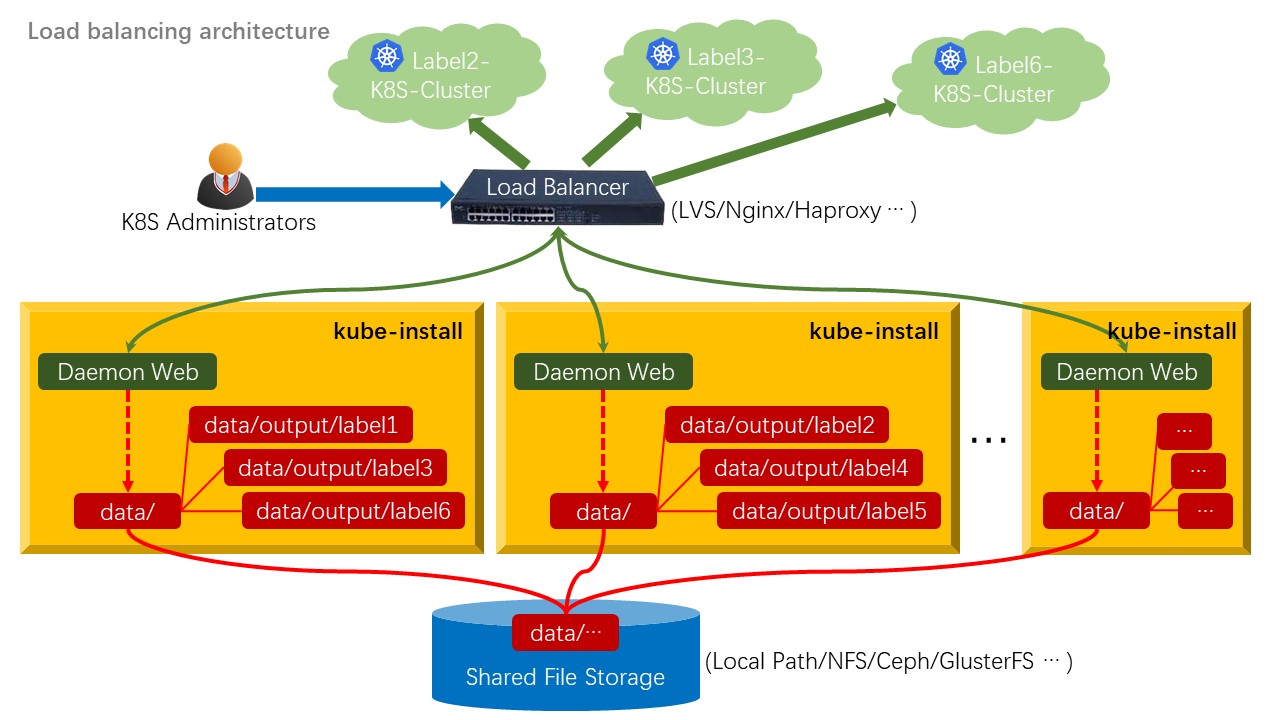 Load balancing architecture
Label2-
K8S-Cluster
Label3-
K8S-Cluster
Label6-
K8S-Cluster
K8S Administrators
Load Balancer
(LVS/Nginx/Haproxy ··· )
kube-install
Daemon Web
data/output/label1
data/output/label3
data/
data/output/label6
kube-install
Daemon Web
data/output/label2
data/output/label4
data/
data/output/label5
···
kube-install
Daemon Web
···
···
data/
···
data/···
Shared File Storage
(Local Path/NFS/Ceph/GlusterFS ··· )